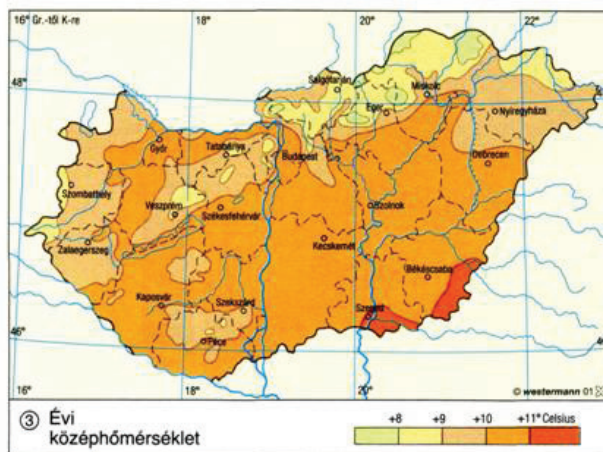 16° Gr.-től K-re
18°
20°
22°
48°
Salgótarján
Miskolc
Eger
Nyíregyháza
Győr
Tatabánya
Budapest
Debrecen
Szombathely
Veszprém
Székesfehérvár
Szolnok
Zalaegerszeg
Kecskemét
Békéscsaba
Kaposvár
Szekszárd
Szeged
Pécs
46°
16°
18°
20°
22°
© westermann 01
③ Évi
középhőmérséklet
+8 +9 +10 +11° Celsius